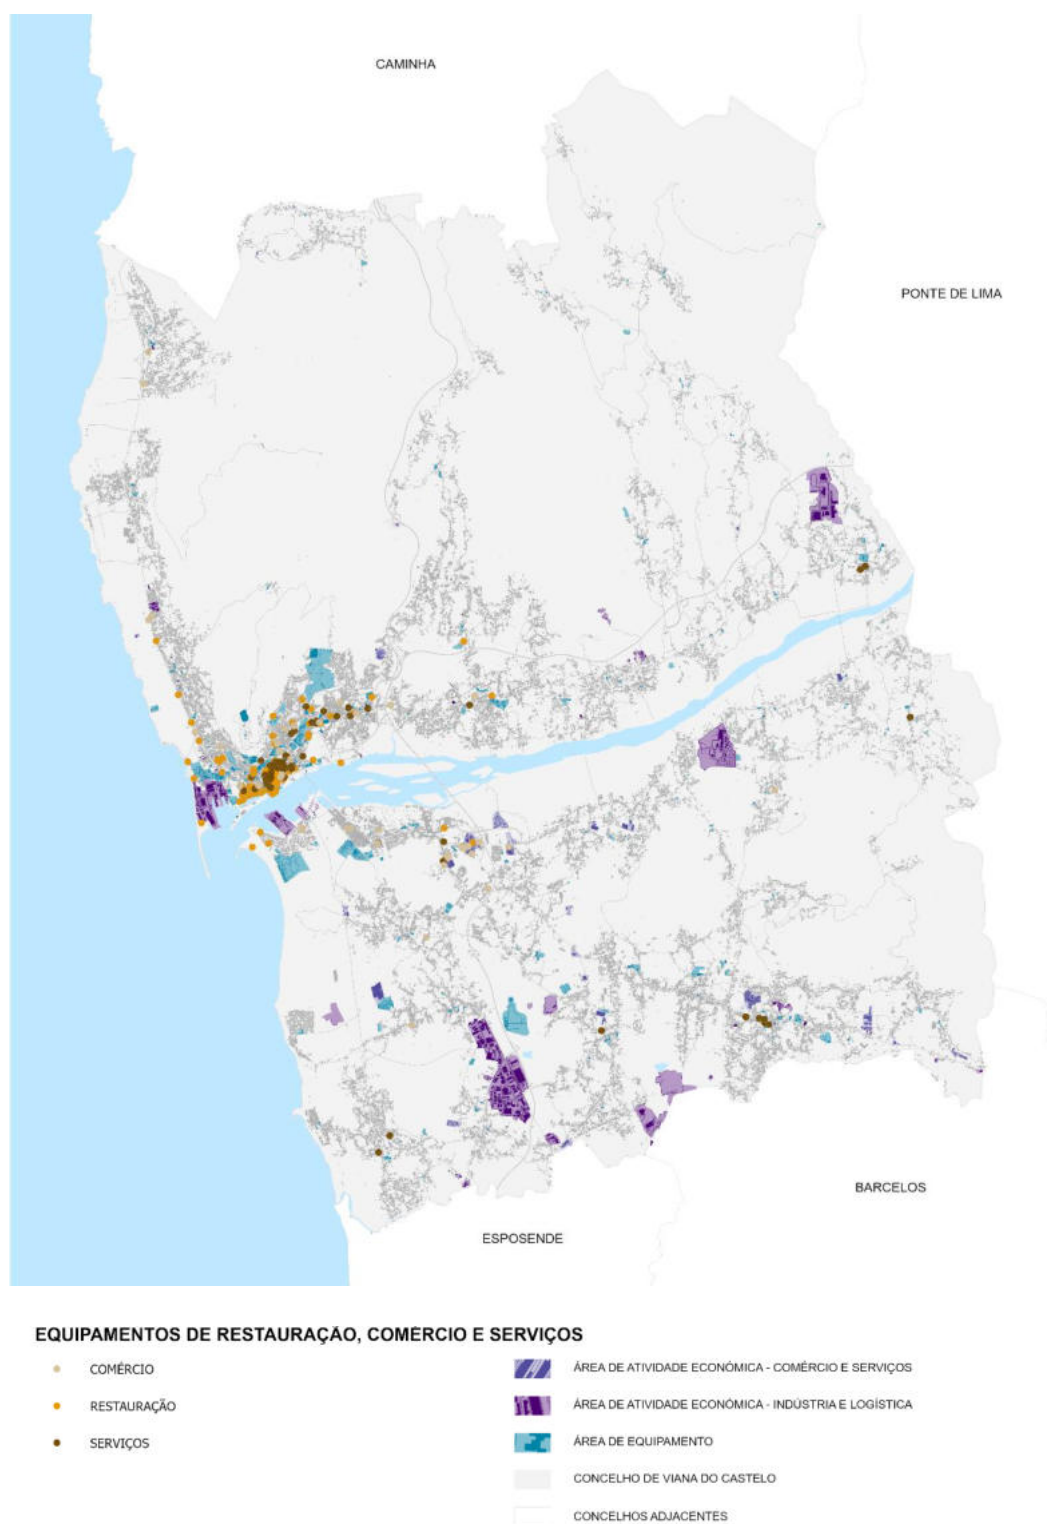 CAMINHA
PONTE DE LIMA
BARCELOS
ESPOSENDE
EQUIPAMENTOS DE RESTAURAÇÃO, COMÉRCIO E SERVIÇOS
COMÉRCIO
RESTAURAÇÃO
SERVIÇOS
ÁREA DE ATIVIDADE ECONÓMICA - COMÉRCIO E SERVIÇOS
ÁREA DE ATIVIDADE ECONÓMICA - INDÚSTRIA E LOGÍSTICA
ÁREA DE EQUIPAMENTO
CONCELHO DE VIANA DO CASTELO
CONCELHOS ADJACENTES